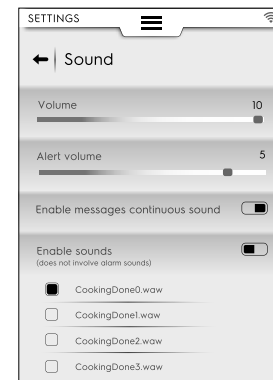 SETTINGS
Sound
Volume 10
Alert volume 5
Enable messages continuous sound
Enable sounds
(does not involve alarm sounds)
CookingDone0.waw
CookingDone1.waw
CookingDone2.waw
CookingDone3.waw